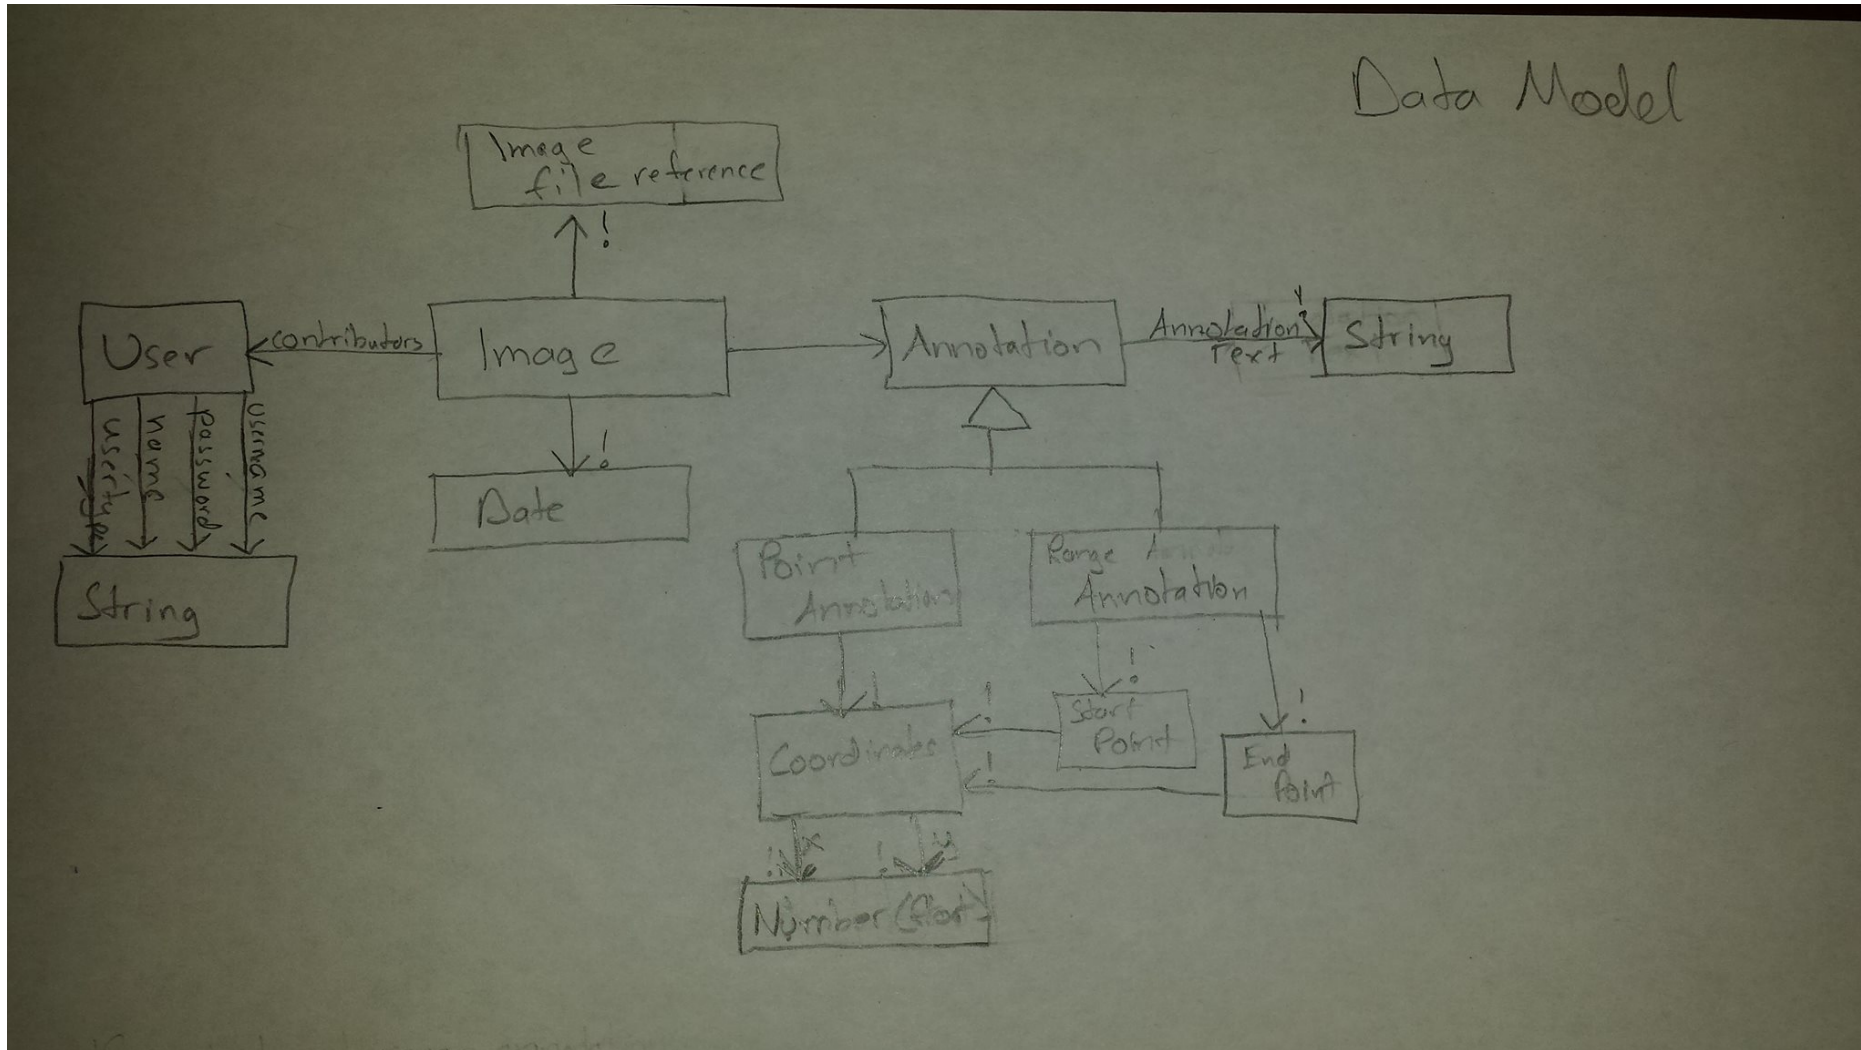 Data Model
Image
file reference
!
User
contributors
Image
Annotation
Annotation
Text
String
username
password
name
usertype
!
Date
String
Point
Annotation
Range
Annotation
!
!
!
Start
Point
!
End
Point
Coordinates
!
! x
! y
Number (float